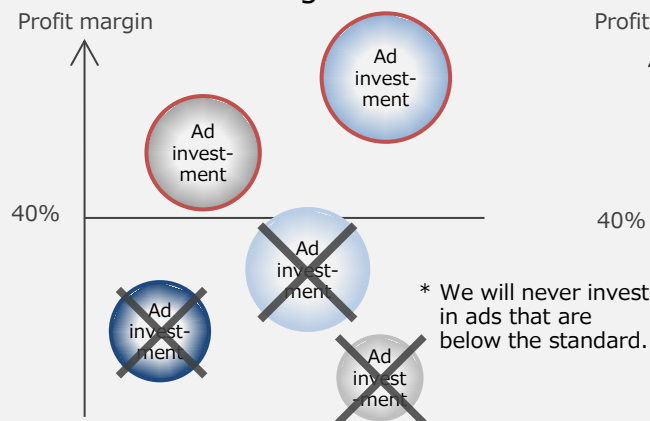 Profit margin
Profit
Ad
invest-
ment
Ad
invest-
ment
40%
40%
Ad
invest-
ment
* We will never invest
in ads that are
below the standard.
Ad
invest-
ment
Ad
invest
-ment